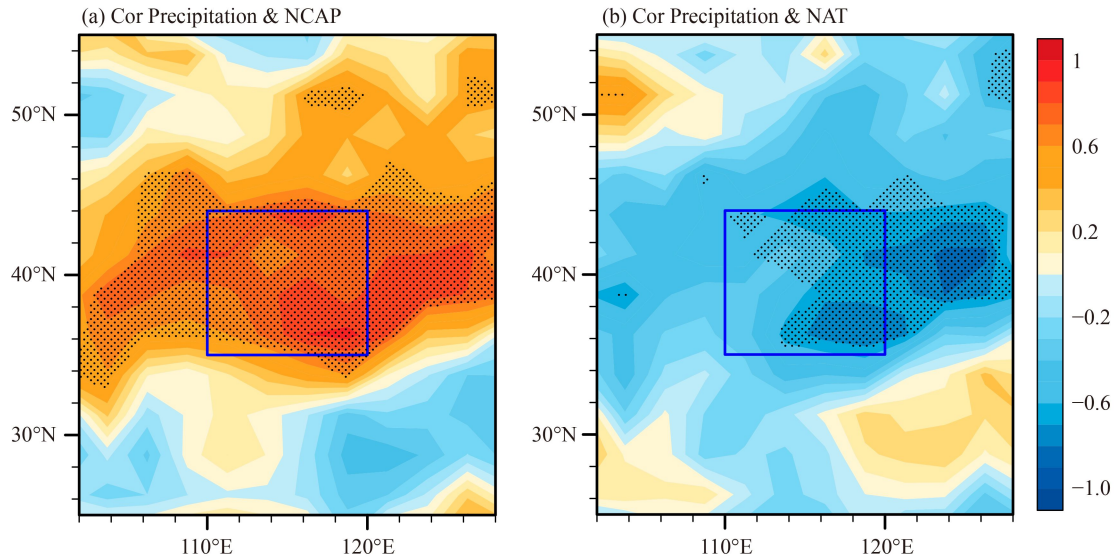 (a) Cor Precipitation & NCAP
(b) Cor Precipitation & NAT
50°N
40°N
30°N
110°E
120°E
50°N
40°N
30°N
110°E
120°E
1
0.6
0.2
−0.2
−0.6
−1.0